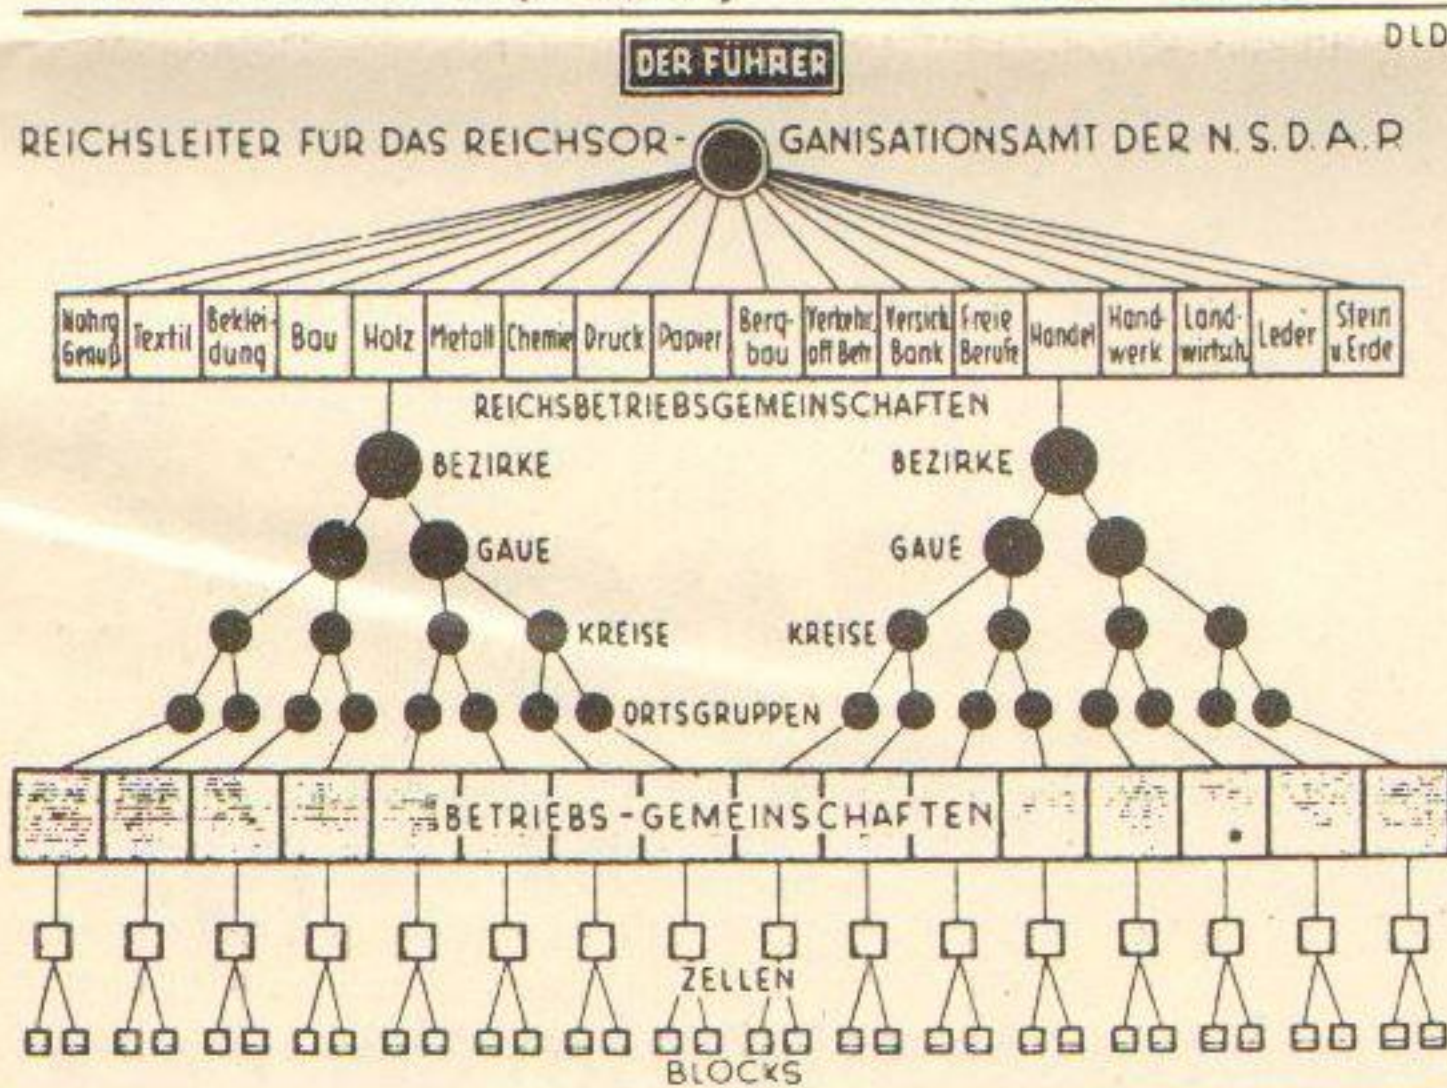 DLD
DER FÜHRER
REICHSLEITER FÜR DAS REICHSOR- GANISATIONSAMT DER N.S.D.A.P.
Nahrg Genuß
Textil
Beklei-
dung
Bau
Holz
Metall
Chemie
Druck
Papier
Berg-
bau
Verkehr,
öff Betr
Versich.
Bank
Freie
Berufe
Handel
Hand-
werk
Land-
wirtsch.
Leder
Stein
u. Erde
REICHSBETRIEBSGEMEINSCHAFTEN
BEZIRKE BEZIRKE
GAUE GAUE
KREISE KREISE
ORTSGRUPPEN
BETRIEBS-GEMEINSCHAFTEN
ZELLEN
BLOCKS